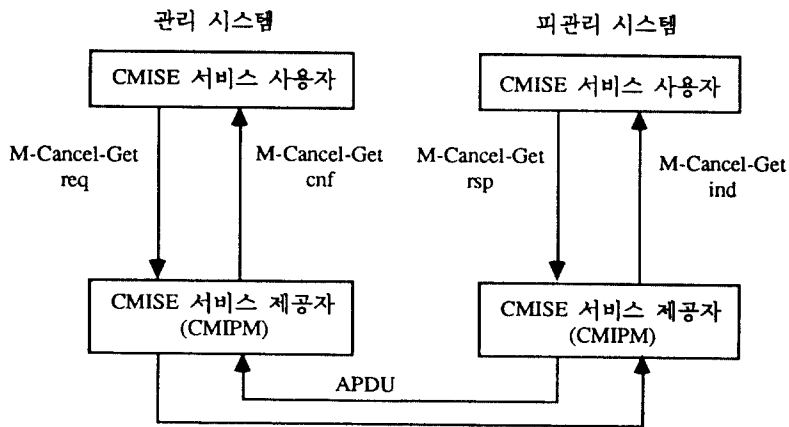 관리 시스템
피관리 시스템
CMISE 서비스 사용자
CMISE 서비스 사용자
M-Cancel-Get
req
M-Cancel-Get
cnf
M-Cancel-Get
rsp
M-Cancel-Get
ind
CMISE 서비스 제공자
(CMIPM)
CMISE 서비스 제공자
(CMIPM)
APDU